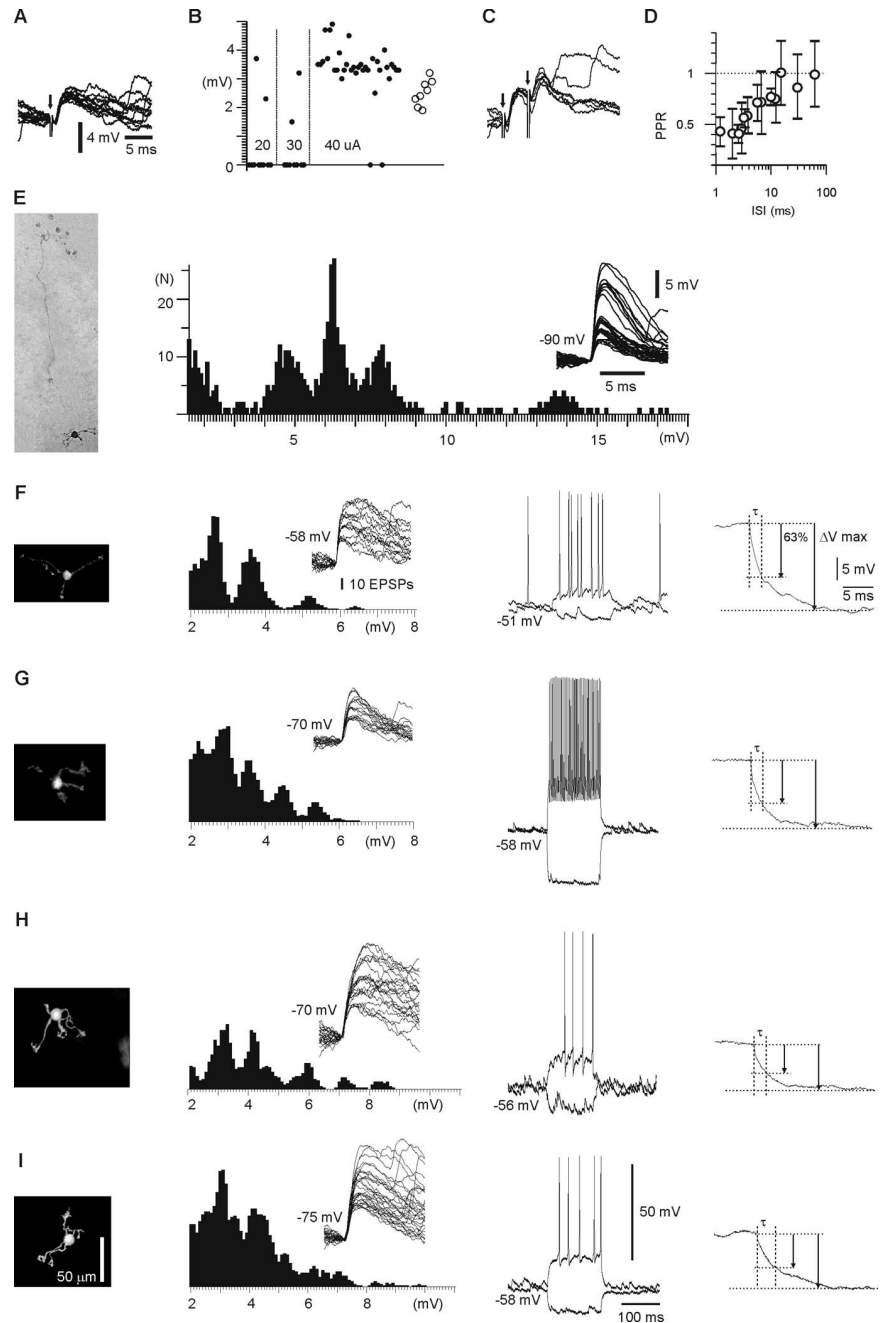 A
4 mV
5 ms
B
4
(mV)
2
0
20
30
40 uA
C
D
1
0.5
PPR
1
10
100
ISI (ms)
E
(N)
20
10
5
10
15
(mV)
-90 mV
5 mV
5 ms
F
-58 mV
10 EPSPs
2
4
6
8
(mV)
-51 mV
τ
63%
ΔV max
5 mV
5 ms
G
-70 mV
2
4
6
8
(mV)
-58 mV
τ
H
-70 mV
2
4
6
8
(mV)
-56 mV
τ
I
50 μm
-75 mV
2
4
6
8
(mV)
-58 mV
50 mV
100 ms
τ